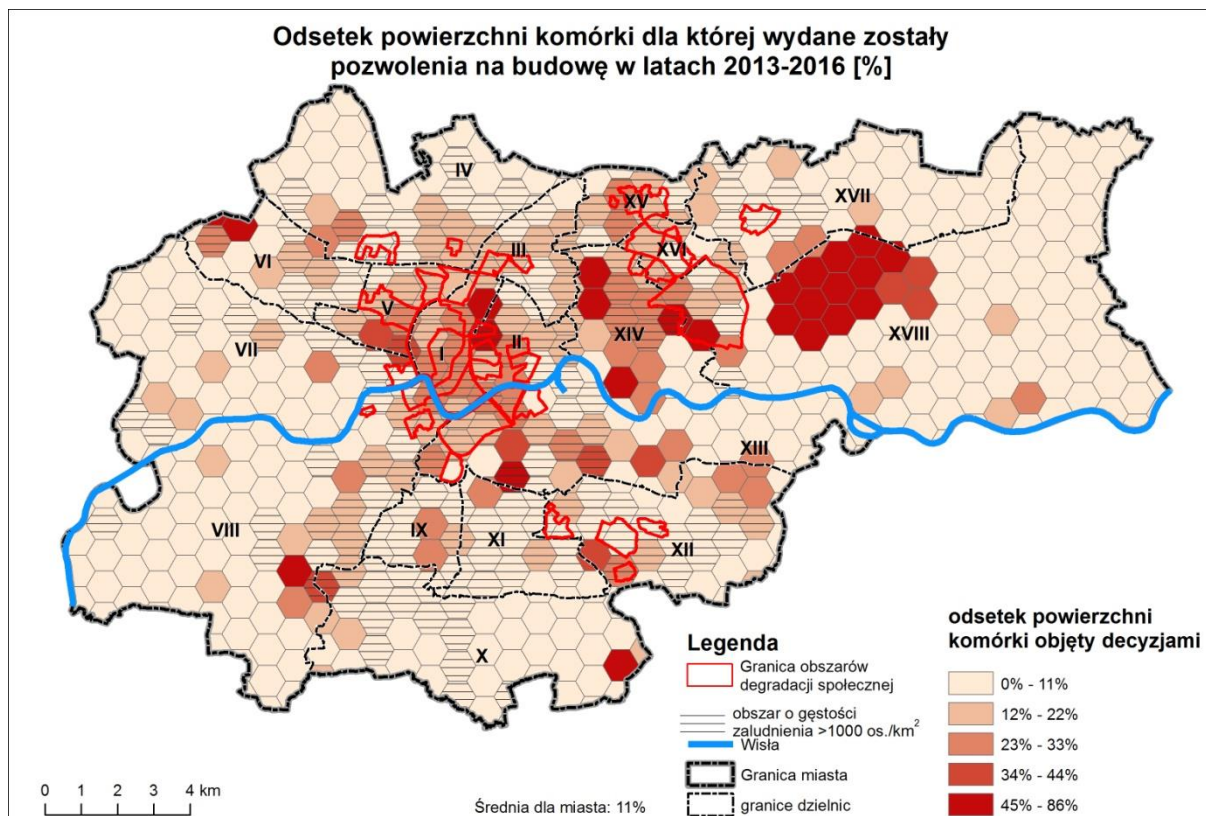 Odsetek powierzchni komórki dla której wydane zostały
pozwolenia na budowę w latach 2013-2016 [%]
IV
XVII
XV
III
XVI
VI
V
XVIII
VII
I
II
XIV
XIII
VIII
IX
XI
XII
X
Legenda
Granica obszarów
degradacji społecznej
obszar o gęstości
zaludnienia >1000 os./km²
Wisła
Granica miasta
granice dzielnic
odsetek powierzchni
komórki objęty decyzjami
0% - 11%
12% - 22%
23% - 33%
34% - 44%
45% - 86%
0 1 2 4 km
Średnia dla miasta: 11%